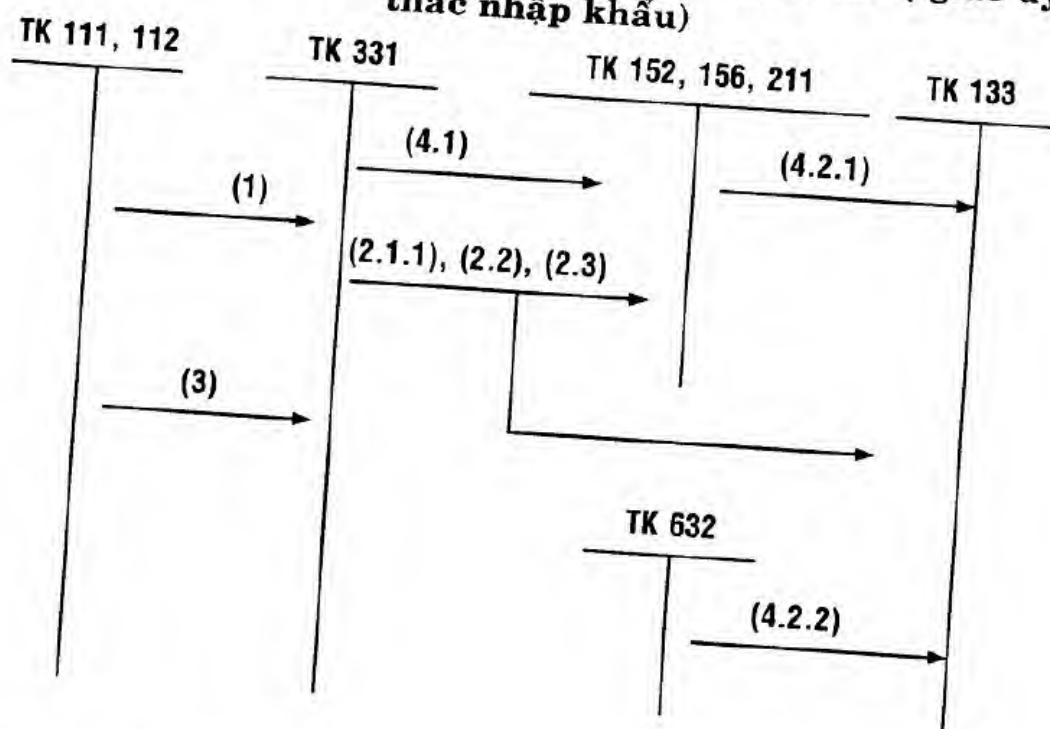 thác nhập khẩu)
TK 111, 112
TK 331
TK 152, 156, 211
TK 133
(4.1)
(4.2.1)
(1)
(2.1.1), (2.2), (2.3)
(3)
TK 632
(4.2.2)